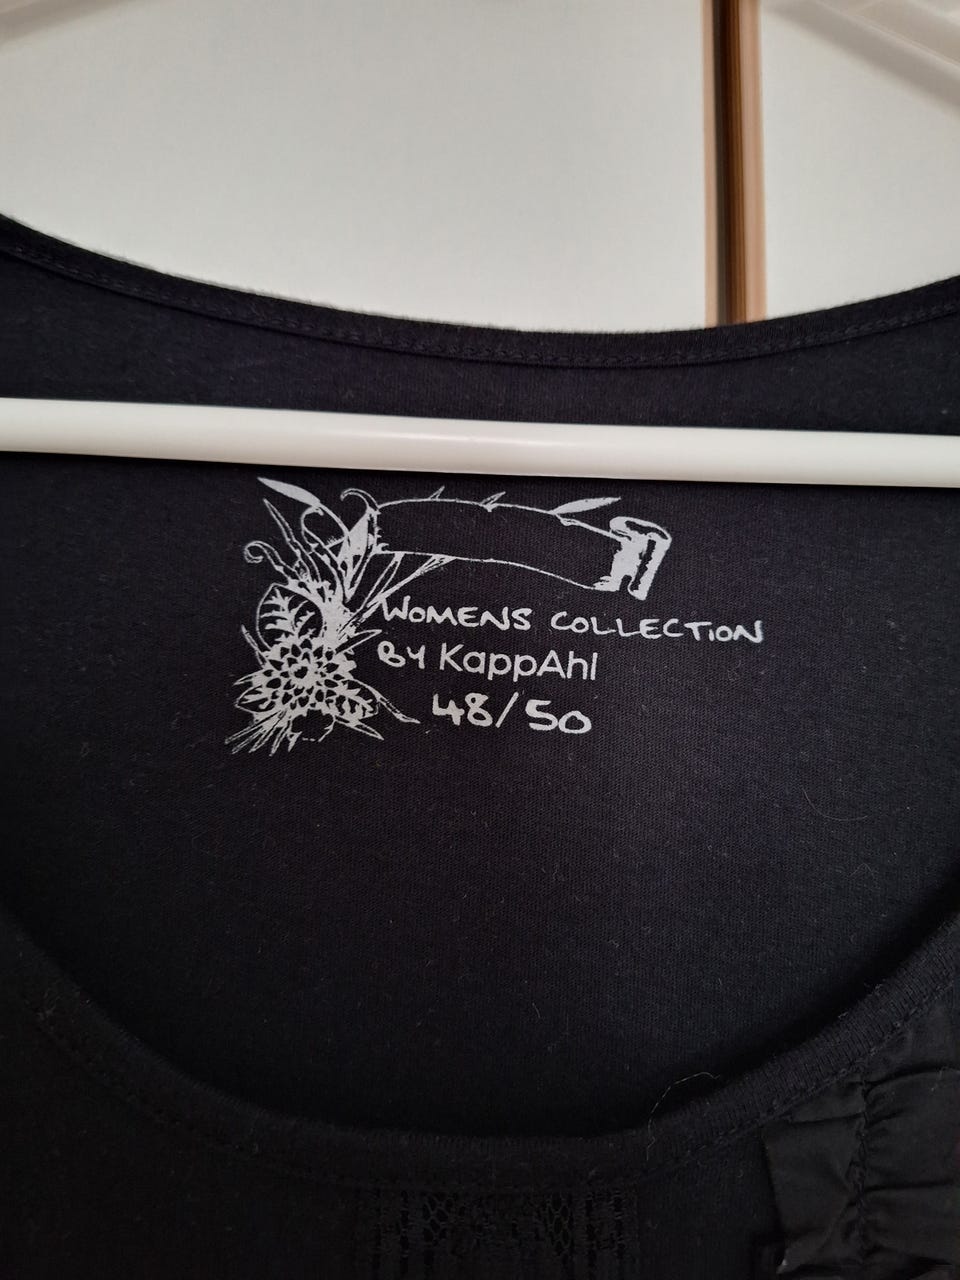 WOMENS COLLECTION
BY KappAhl
48/50